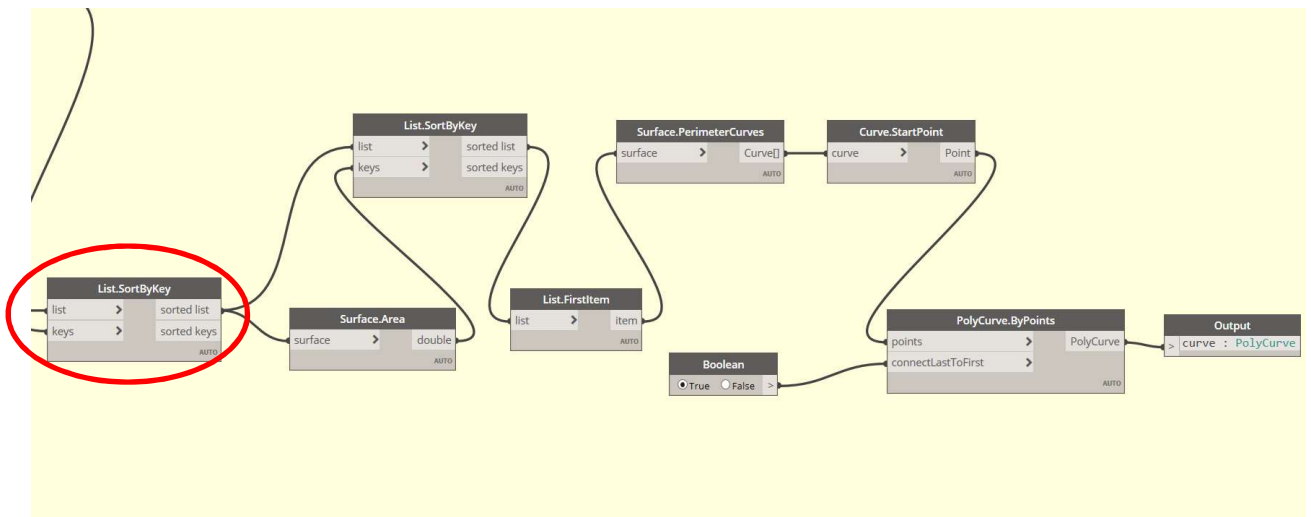 List.SortByKey
list > sorted list
keys > sorted keys
AUTO
Surface.PerimeterCurves
surface > Curve[]
AUTO
Curve.StartPoint
curve > Point
AUTO
List.SortByKey
list > sorted list
keys > sorted keys
AUTO
Surface.Area
surface > double
AUTO
List.FirstItem
list > item
AUTO
Boolean
True False >
PolyCurve.ByPoints
points > PolyCurve
connectLastToFirst >
AUTO
Output
> curve : PolyCurve